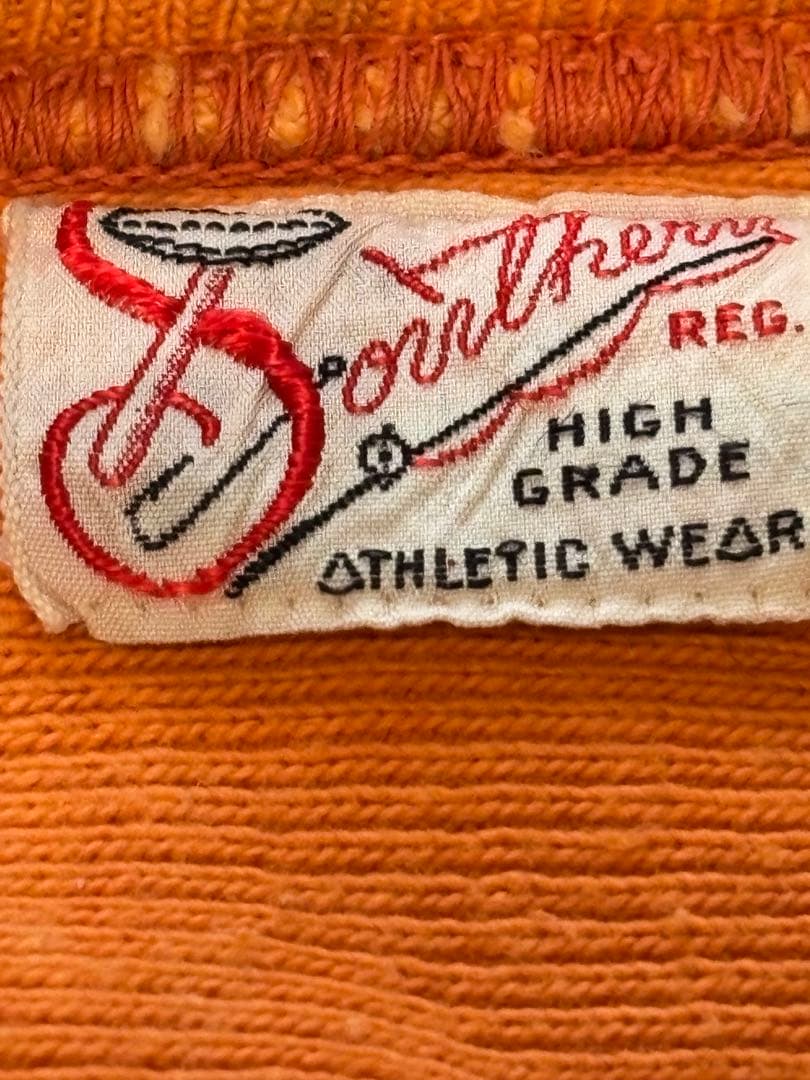 Southern
REG.
HIGH
GRADE
ATHLETIC WEAR